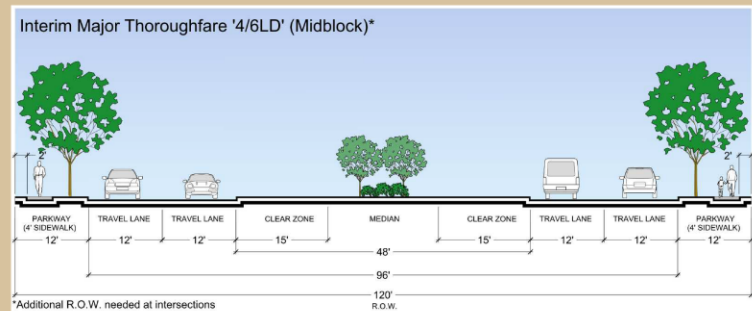 Interim Major Thoroughfare '4/6LD' (Midblock)*
2'
2'
PARKWAY
(4' SIDEWALK)
TRAVEL LANE
TRAVEL LANE
CLEAR ZONE
MEDIAN
CLEAR ZONE
TRAVEL LANE
TRAVEL LANE
PARKWAY
(4' SIDEWALK)
12'
12'
12'
15'
15'
12'
12'
12'
48'
96'
120'
R.O.W.
*Additional R.O.W. needed at intersections